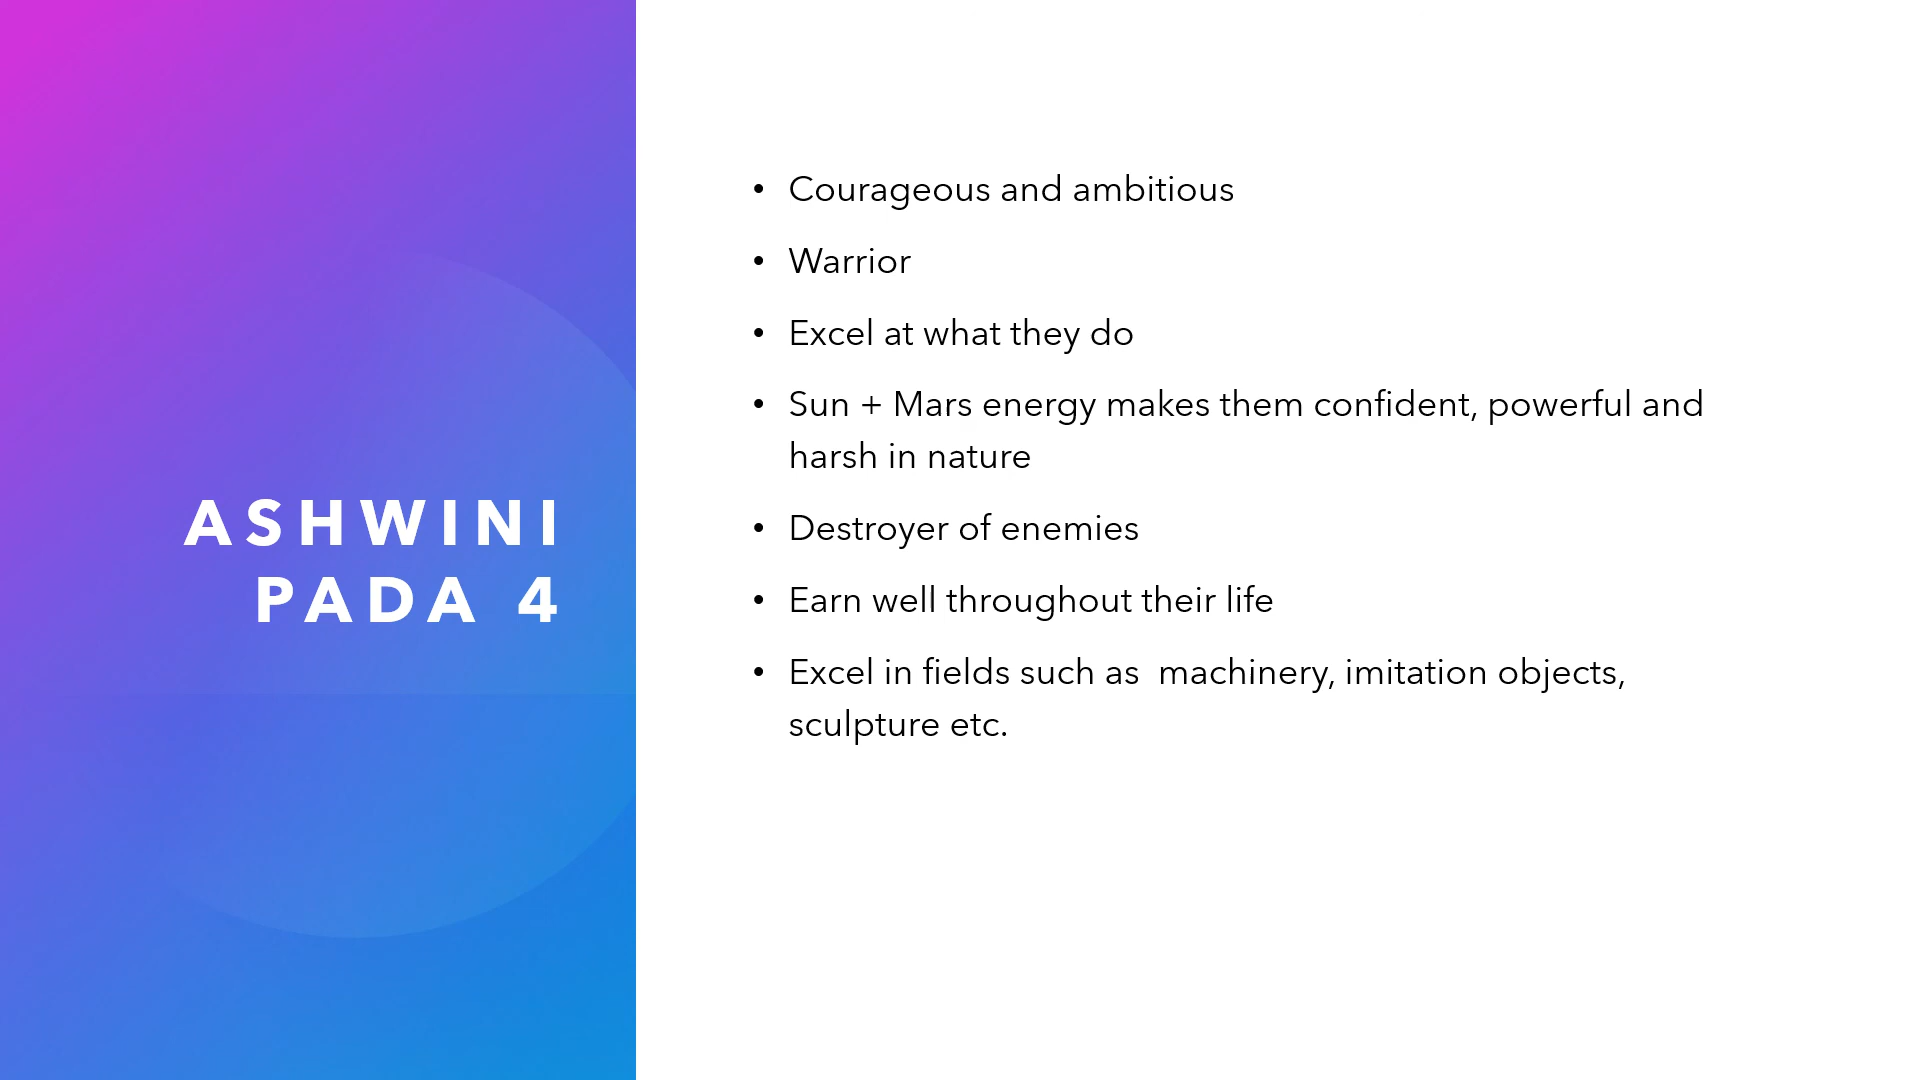 ASHWINI
PADA 4
• Courageous and ambitious
• Warrior
• Excel at what they do
• Sun + Mars energy makes them confident, powerful and
harsh in nature
• Destroyer of enemies
• Earn well throughout their life
• Excel in fields such as  machinery, imitation objects,
sculpture etc.